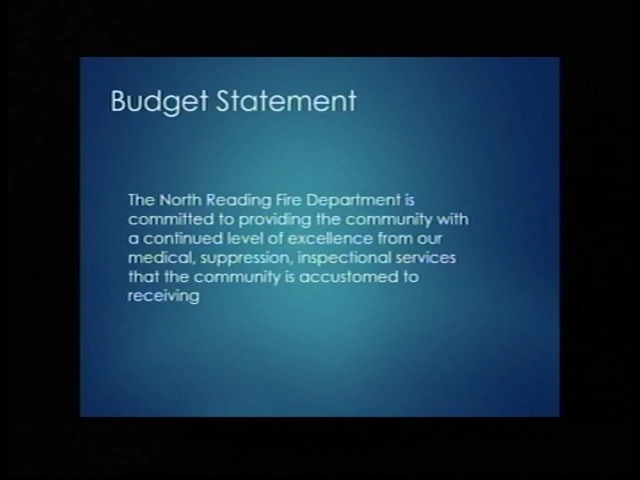 Budget Statement
The North Reading Fire Department is
committed to providing the community with
a continued level of excellence from our
medical, suppression, inspectional services
that the community is accustomed to
receiving